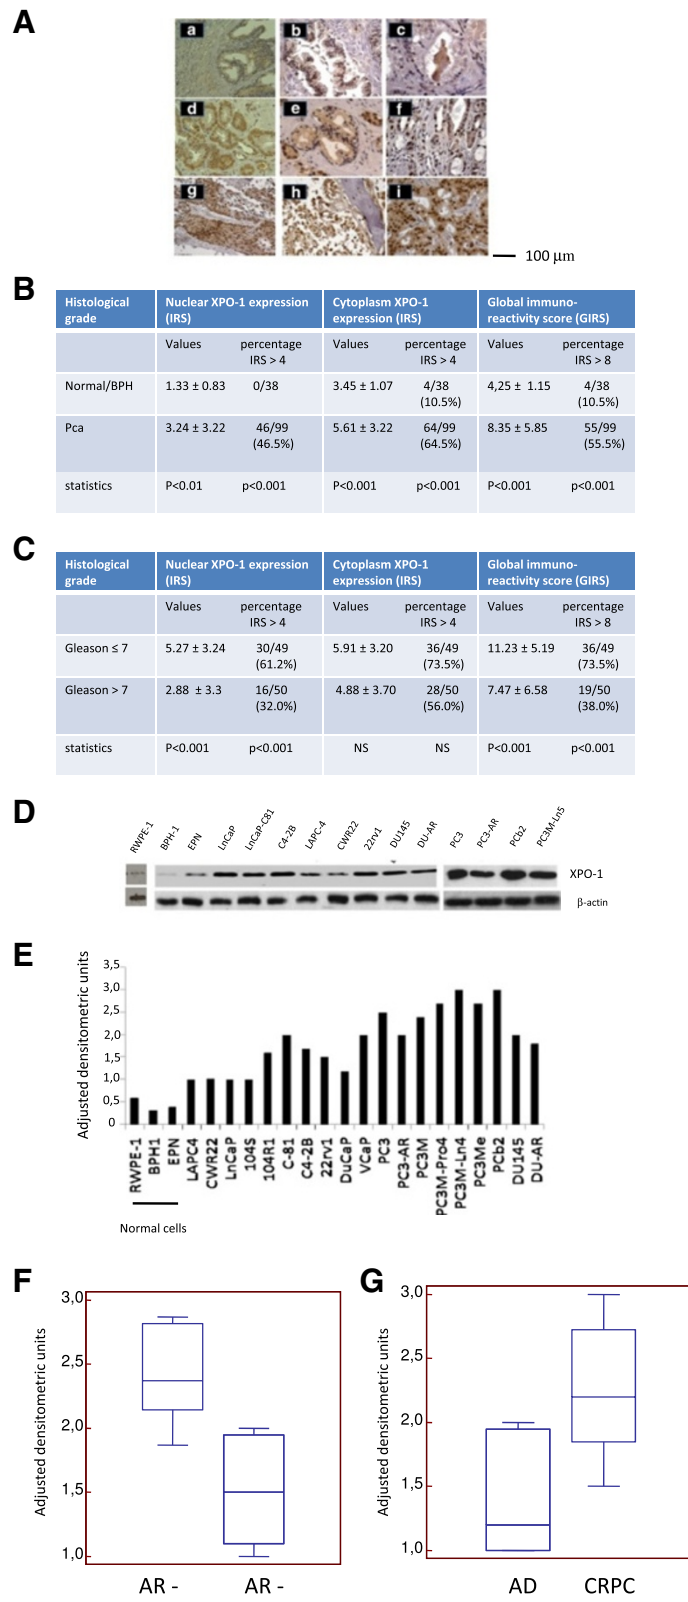 A
a
b
c
d
e
f
g
h
i
100 µm
B
Histological grade
Nuclear XPO-1 expression (IRS)
Cytoplasm XPO-1 expression (IRS)
Global immuno-reactivity score (GIRS)
Values
percentage IRS > 4
Values
percentage IRS > 4
Values
percentage IRS > 8
Normal/BPH
1.33 ± 0.83
0/38
3.45 ± 1.07
4/38 (10.5%)
4,25 ± 1.15
4/38 (10.5%)
Pca
3.24 ± 3.22
46/99 (46.5%)
5.61 ± 3.22
64/99 (64.5%)
8.35 ± 5.85
55/99 (55.5%)
statistics
P<0.01
p<0.001
P<0.001
p<0.001
P<0.001
p<0.001
C
Histological grade
Nuclear XPO-1 expression (IRS)
Cytoplasm XPO-1 expression (IRS)
Global immuno-reactivity score (GIRS)
Values
percentage IRS > 4
Values
percentage IRS > 4
Values
percentage IRS > 8
Gleason ≤ 7
5.27 ± 3.24
30/49 (61.2%)
5.91 ± 3.20
36/49 (73.5%)
11.23 ± 5.19
36/49 (73.5%)
Gleason > 7
2.88 ± 3.3
16/50 (32.0%)
4.88 ± 3.70
28/50 (56.0%)
7.47 ± 6.58
19/50 (38.0%)
statistics
P<0.001
p<0.001
NS
NS
P<0.001
p<0.001
D
RWPE-1
BPH-1
EPN
LnCaP
LnCaP-C81
C4-2B
LAPC-4
CWR22
22rv1
DU145
DU-AR
PC3
PC3-AR
PCb2
PC3M-Ln5
XPO-1
β-actin
E
Adjusted densitometric units
3,5
3,0
2,5
2,0
1,5
1,0
0,5
0
RWPE-1
BPH1
EPN
LAPC4
CWR22
LnCaP
104S
104R1
C-81
C4-2B
22rv1
DuCaP
VCaP
PC3
PC3-AR
PC3M
PC3M-Pro4
PC3M-Ln4
PC3Me
PCb2
DU145
DU-AR
Normal cells
F
Adjusted densitometric units
3,0
2,5
2,0
1,5
1,0
AR -
AR -
G
Adjusted densitometric units
3,0
2,5
2,0
1,5
1,0
AD
CRPC